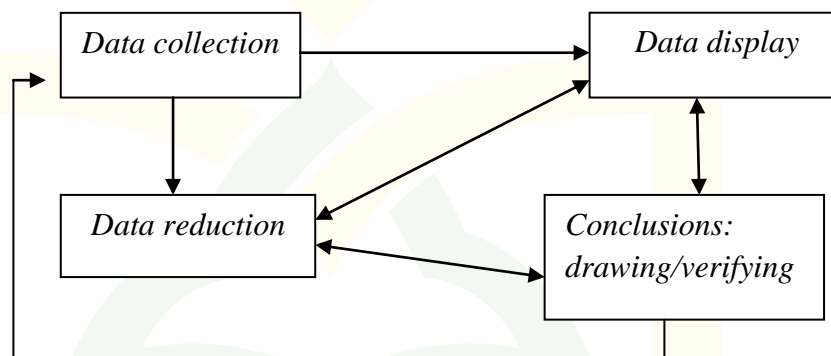 Data collection
Data display
Data reduction
Conclusions:
drawing/verifying